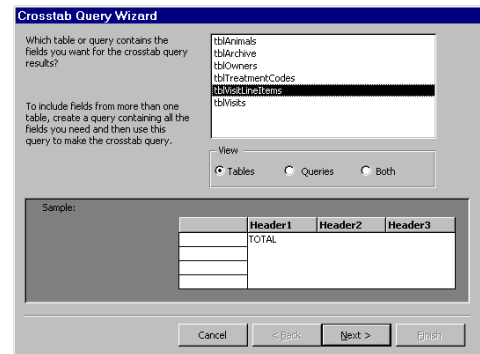 Crosstab Query Wizard
Which table or query contains the
fields you want for the crosstab query
results?
To include fields from more than one
table, create a query containing all the
fields you need and then use this
query to make the crosstab query.
tblAnimals
tblArchive
tblOwners
tblTreatmentCodes
tblVisitLineItems
tblVisits
View
Tables Queries Both
Sample:
Header1 Header2 Header3
TOTAL
Cancel < Back Next > Finish